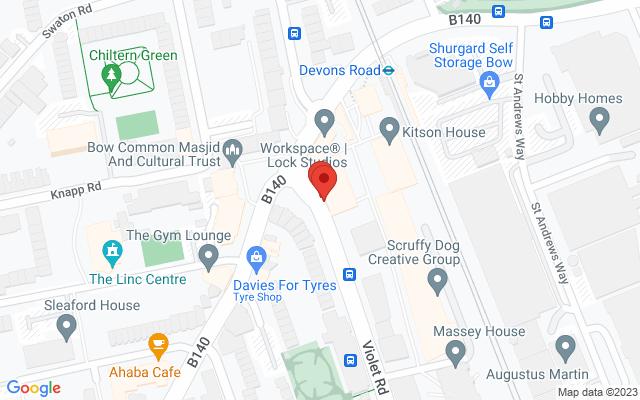 Swaton Rd
B140
Chiltern Green
Devons Road
Shurgard Self
Storage Bow
St Andrews Way
Hobby Homes
Bow Common Masjid
And Cultural Trust
Workspace® |
Lock Studios
Kitson House
Knapp Rd
B140
St Andrews Way
The Gym Lounge
The Linc Centre
Davies For Tyres
Tyre Shop
Scruffy Dog
Creative Group
Sleaford House
B140
Violet Rd
Massey House
Ahaba Cafe
Augustus Martin
Google
Map data ©2023